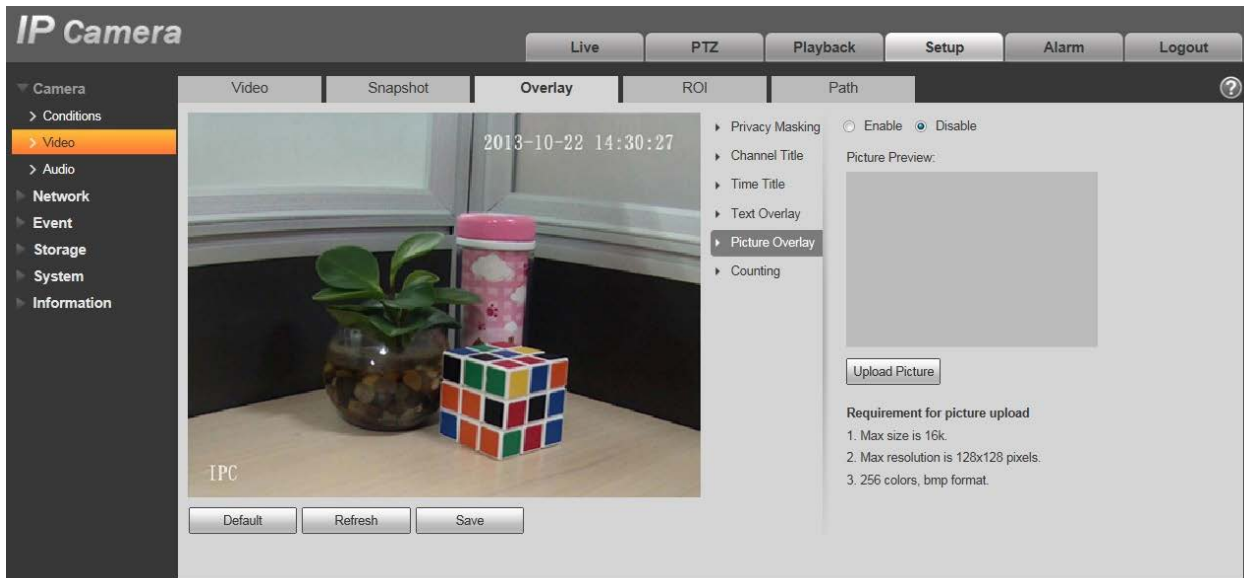 IP Camera
Live PTZ Playback Setup Alarm Logout
Camera
Conditions
Video
Audio
Network
Event
Storage
System
Information
Video Snapshot Overlay ROI Path
?
2013-10-22 14:30:27
IPC
Default Refresh Save
Privacy Masking
Channel Title
Time Title
Text Overlay
Picture Overlay
Counting
Enable Disable
Picture Preview:
Upload Picture
Requirement for picture upload
1. Max size is 16k.
2. Max resolution is 128x128 pixels.
3. 256 colors, bmp format.